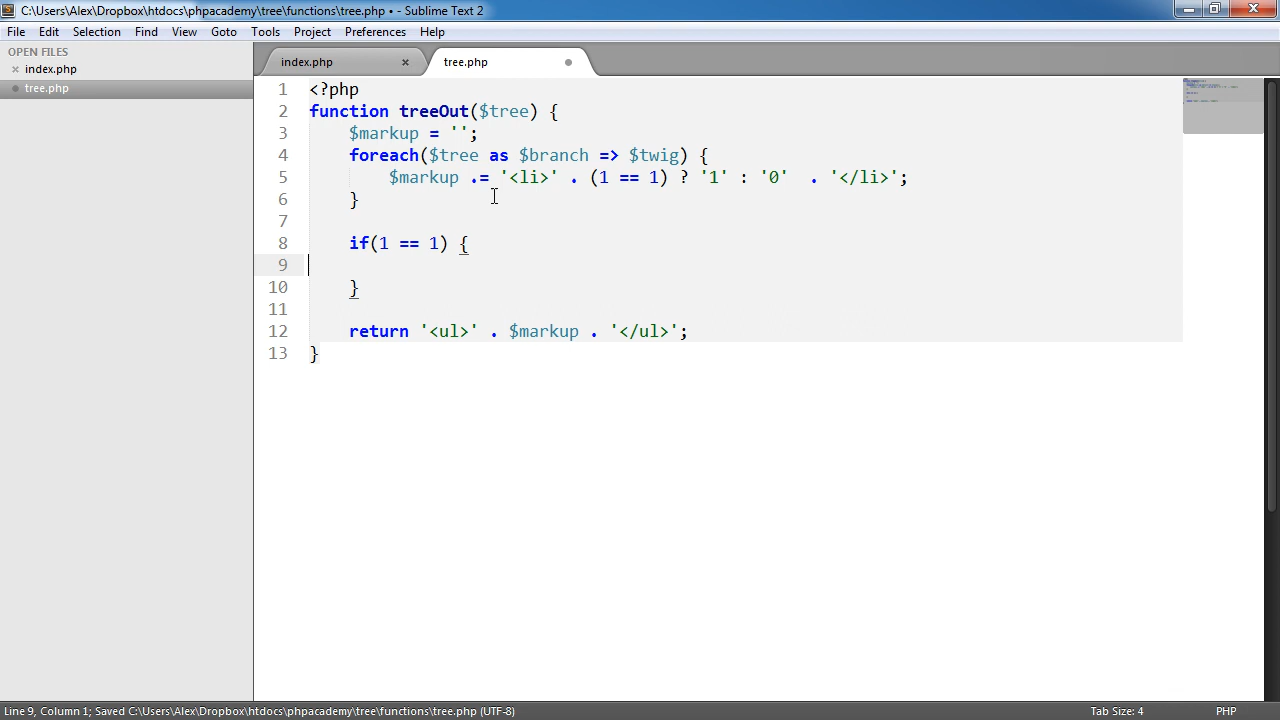 C:\Users\Alex\Dropbox\htdocs\phpacademy\tree\functions\tree.php • - Sublime Text 2
File Edit Selection Find View Goto Tools Project Preferences Help
OPEN FILES
index.php
tree.php
index.php tree.php
1 <?php
2 function treeOut($tree) {
3     $markup = '';
4     foreach($tree as $branch => $twig) {
5         $markup .= '<li>' . (1 == 1) ? '1' : '0'  . '</li>';
6     }
7
8     if(1 == 1) {
9
10     }
11
12     return '<ul>' . $markup . '</ul>';
13 }
Line 9, Column 1; Saved C:\Users\Alex\Dropbox\htdocs\phpacademy\tree\functions\tree.php (UTF-8) Tab Size: 4 PHP